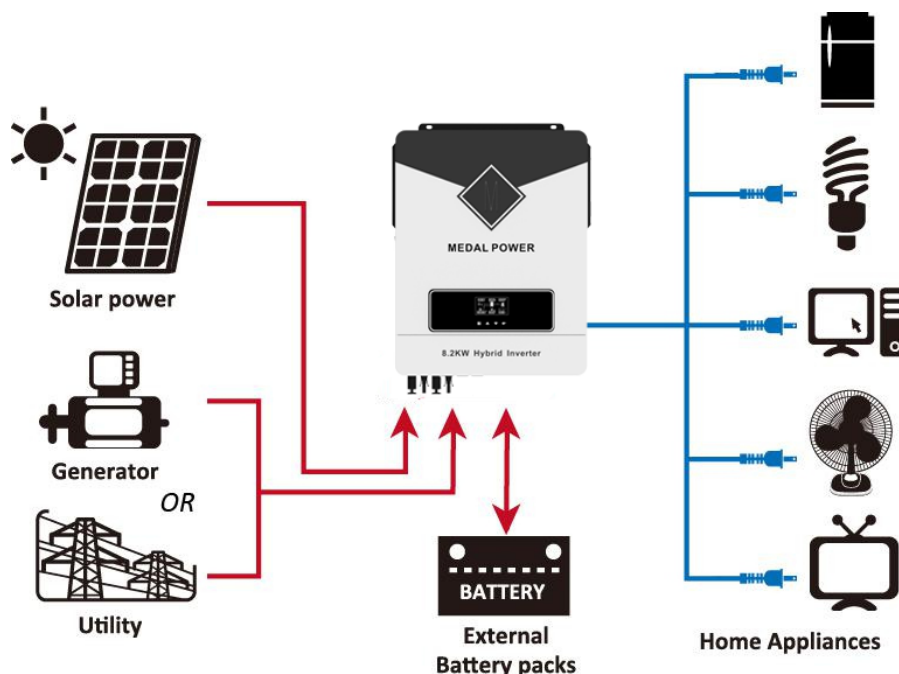 MEDAL POWER
8.2KW Hybrid Inverter
Solar power
Generator
OR
Utility
BATTERY
External
Battery packs
Home Appliances